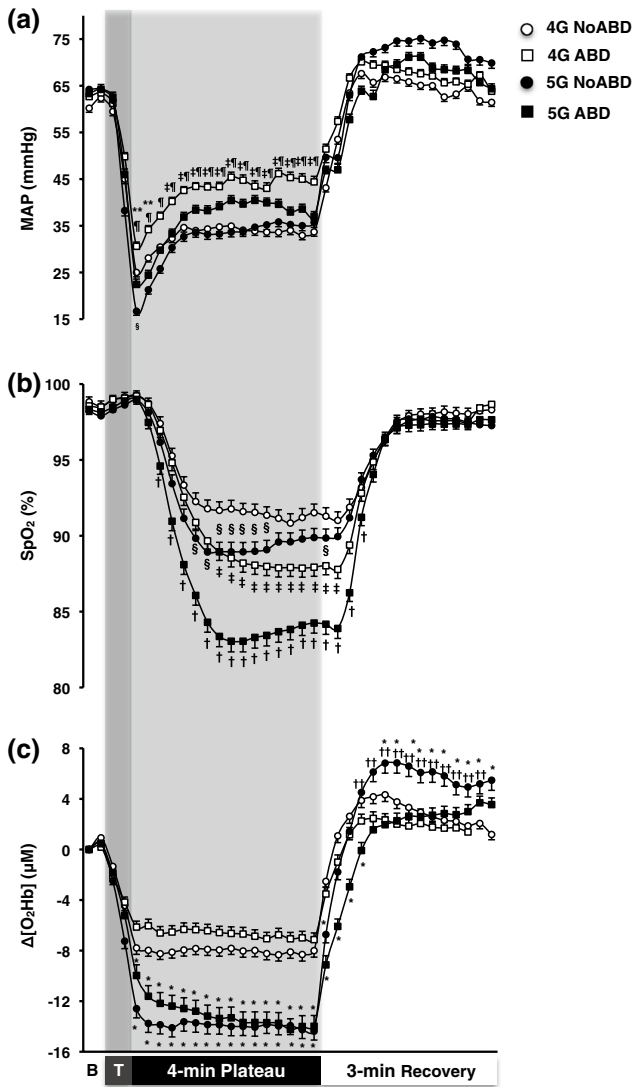 (a)
4G NoABD
4G ABD
5G NoABD
5G ABD
MAP (mmHg)
75
65
55
45
35
25
15
** **
¶ ¶ ¶ ‡¶ ‡¶ ‡¶ ‡¶ ‡¶ ‡¶ ‡¶ ‡¶ ‡¶ ‡¶ ‡¶ ‡¶
§
(b)
SpO₂ (%)
100
95
90
85
80
§ § § § §
§ § §
‡ ‡ ‡ ‡ ‡ ‡ ‡ ‡ ‡ ‡ ‡
† † † † † † † † † † † † † † † † †
(c)
Δ[O₂Hb] (µM)
8
4
0
-4
-8
-12
-16
B T 4-min Plateau 3-min Recovery